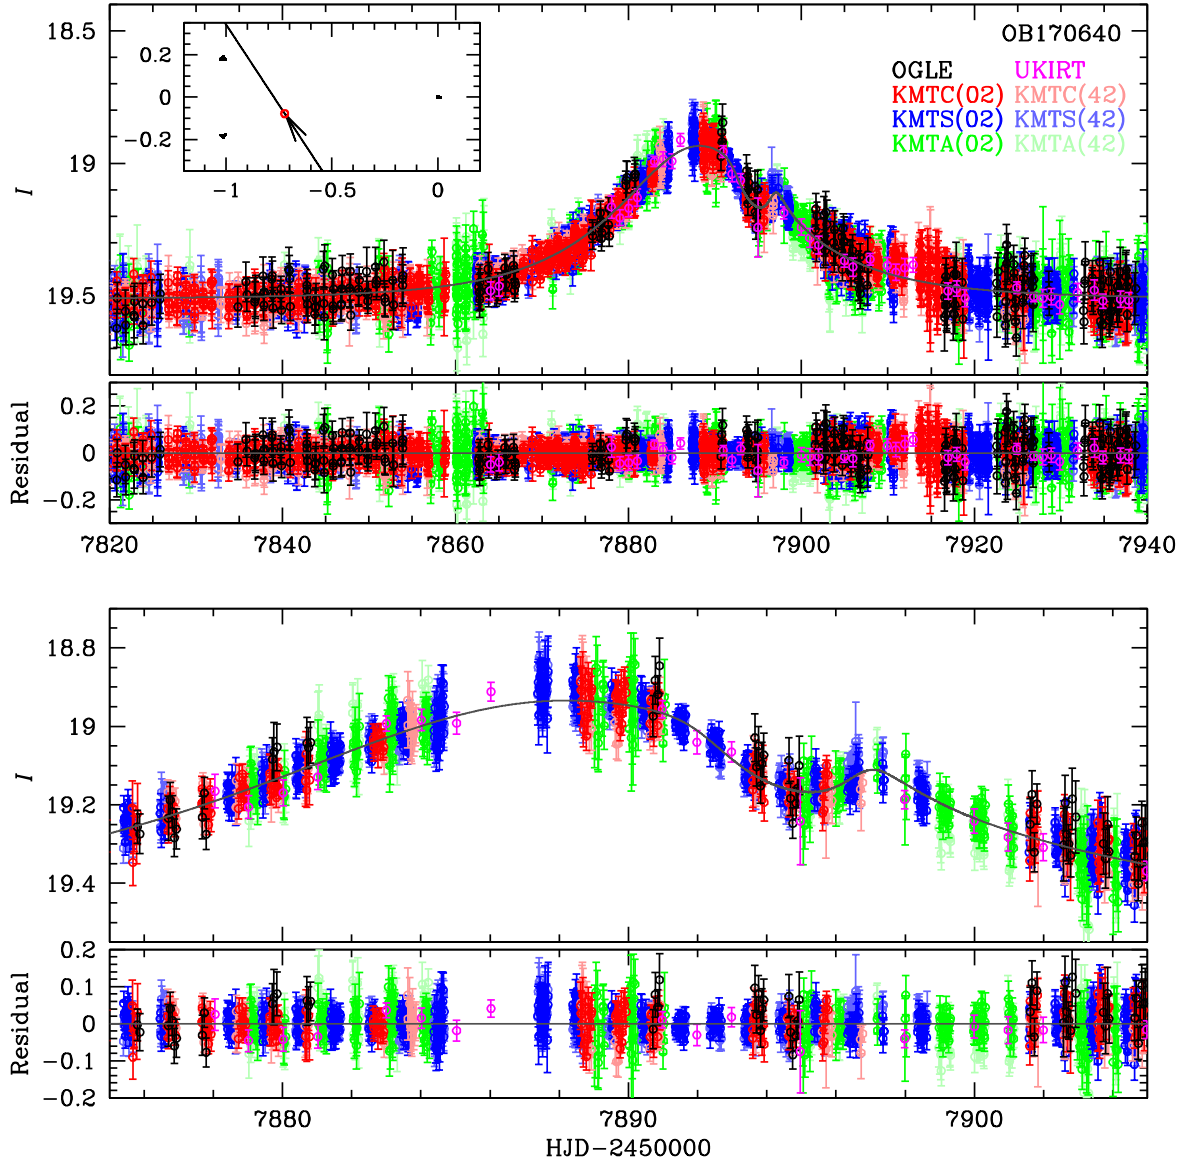 OB170640
OGLE UKIRT
KMTC(02) KMTC(42)
KMTS(02) KMTS(42)
KMTA(02) KMTA(42)
18.5
19
19.5
I
0.2
0
−0.2
−1 −0.5 0
0.2
0
−0.2
Residual
7820 7840 7860 7880 7900 7920 7940
18.8
19
19.2
19.4
I
0.2
0.1
0
−0.1
−0.2
Residual
7880 7890 7900
HJD−2450000